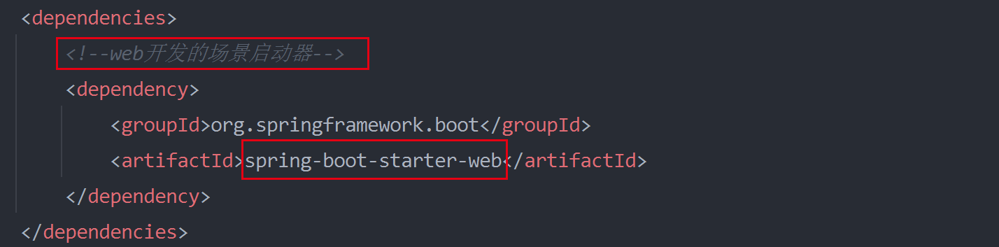 <dependencies>
<!--web开发的场景启动器-->
<dependency>
<groupId>org.springframework.boot</groupId>
<artifactId>spring-boot-starter-web</artifactId>
</dependency>
</dependencies>